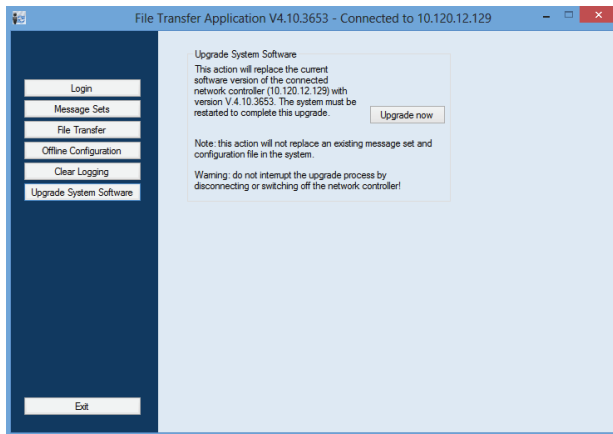 File Transfer Application V4.10.3653 - Connected to 10.120.12.129
Login
Message Sets
File Transfer
Offline Configuration
Clear Logging
Upgrade System Software
Exit
Upgrade System Software
This action will replace the current
software version of the connected
network controller (10.120.12.129) with
version V.4.10.3653. The system must be
restarted to complete this upgrade.
Upgrade now
Note: this action will not replace an existing message set and
configuration file in the system.
Warning: do not interrupt the upgrade process by
disconnecting or switching off the network controller!